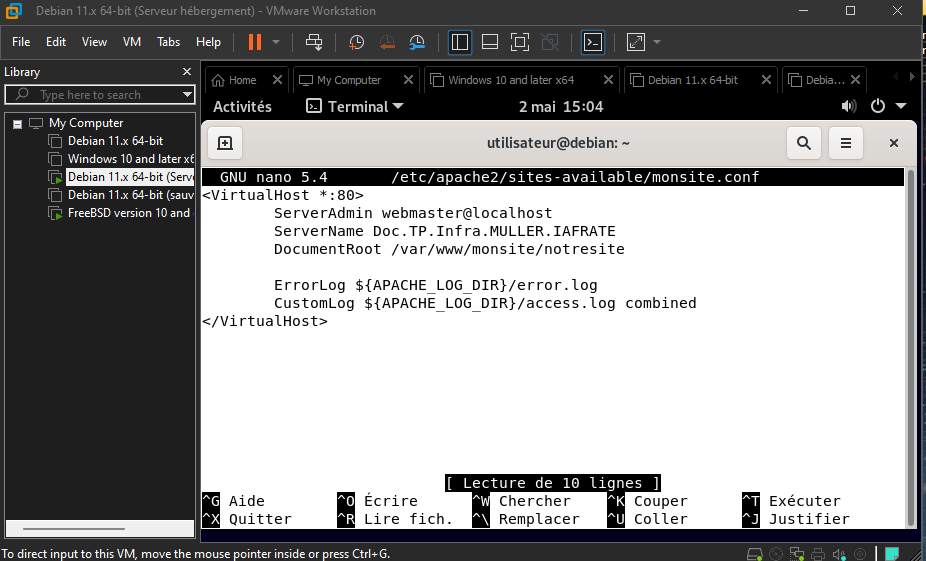 Debian 11.x 64-bit (Serveur hébergement) - VMware Workstation
File Edit View VM Tabs Help
Library
Type here to search
My Computer
Debian 11.x 64-bit
Windows 10 and later x6
Debian 11.x 64-bit (Serv
Debian 11.x 64-bit (sauv
FreeBSD version 10 and
Home My Computer Windows 10 and later x64 Debian 11.x 64-bit Debia...
Activités Terminal 2 mai 15:04
utilisateur@debian: ~
GNU nano 5.4 /etc/apache2/sites-available/monsite.conf
<VirtualHost *:80>
ServerAdmin webmaster@localhost
ServerName Doc.TP.Infra.MULLER.IAFRATE
DocumentRoot /var/www/monsite/notresite
ErrorLog ${APACHE_LOG_DIR}/error.log
CustomLog ${APACHE_LOG_DIR}/access.log combined
</VirtualHost>
[ Lecture de 10 lignes ]
^G Aide ^O Écrire ^W Chercher ^K Couper ^T Exécuter
^X Quitter ^R Lire fich. ^\ Remplacer ^U Coller ^J Justifier
To direct input to this VM, move the mouse pointer inside or press Ctrl+G.